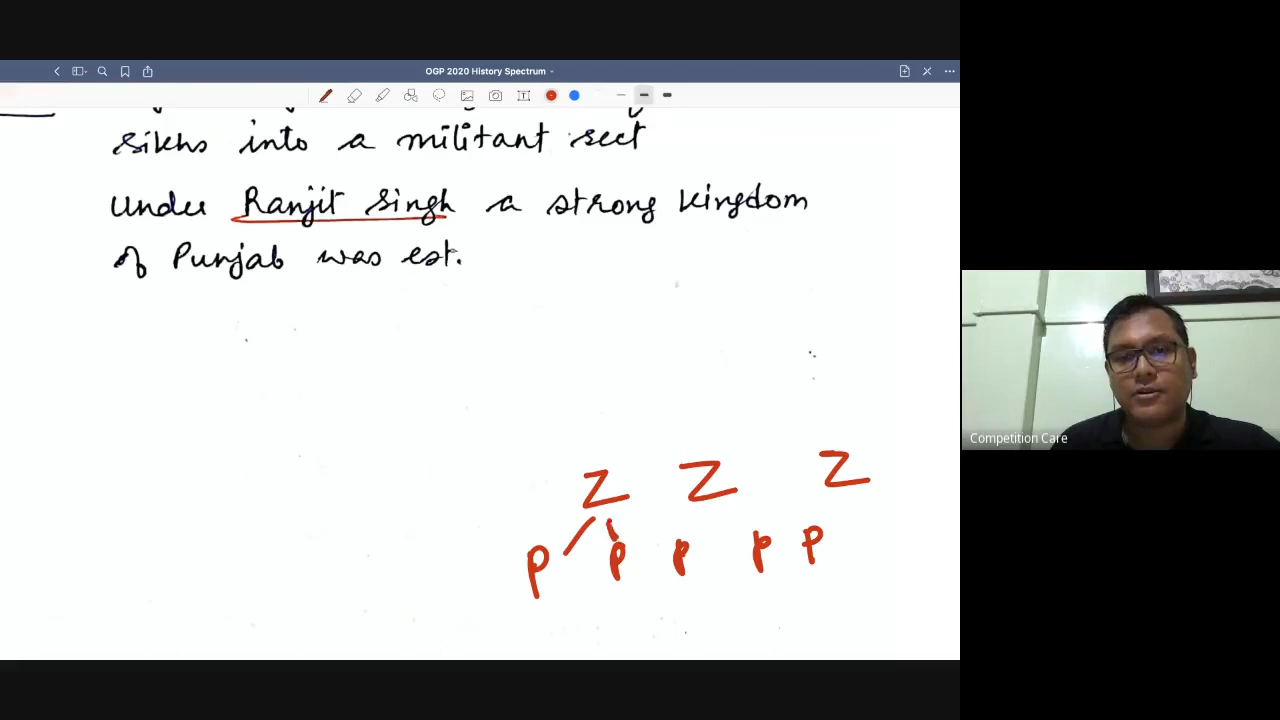 OGP 2020 History Spectrum
sikhs into a militant sect
under Ranjit Singh a strong kingdom
of Punjab was est.
Competition Care
Z Z Z
P P P P P